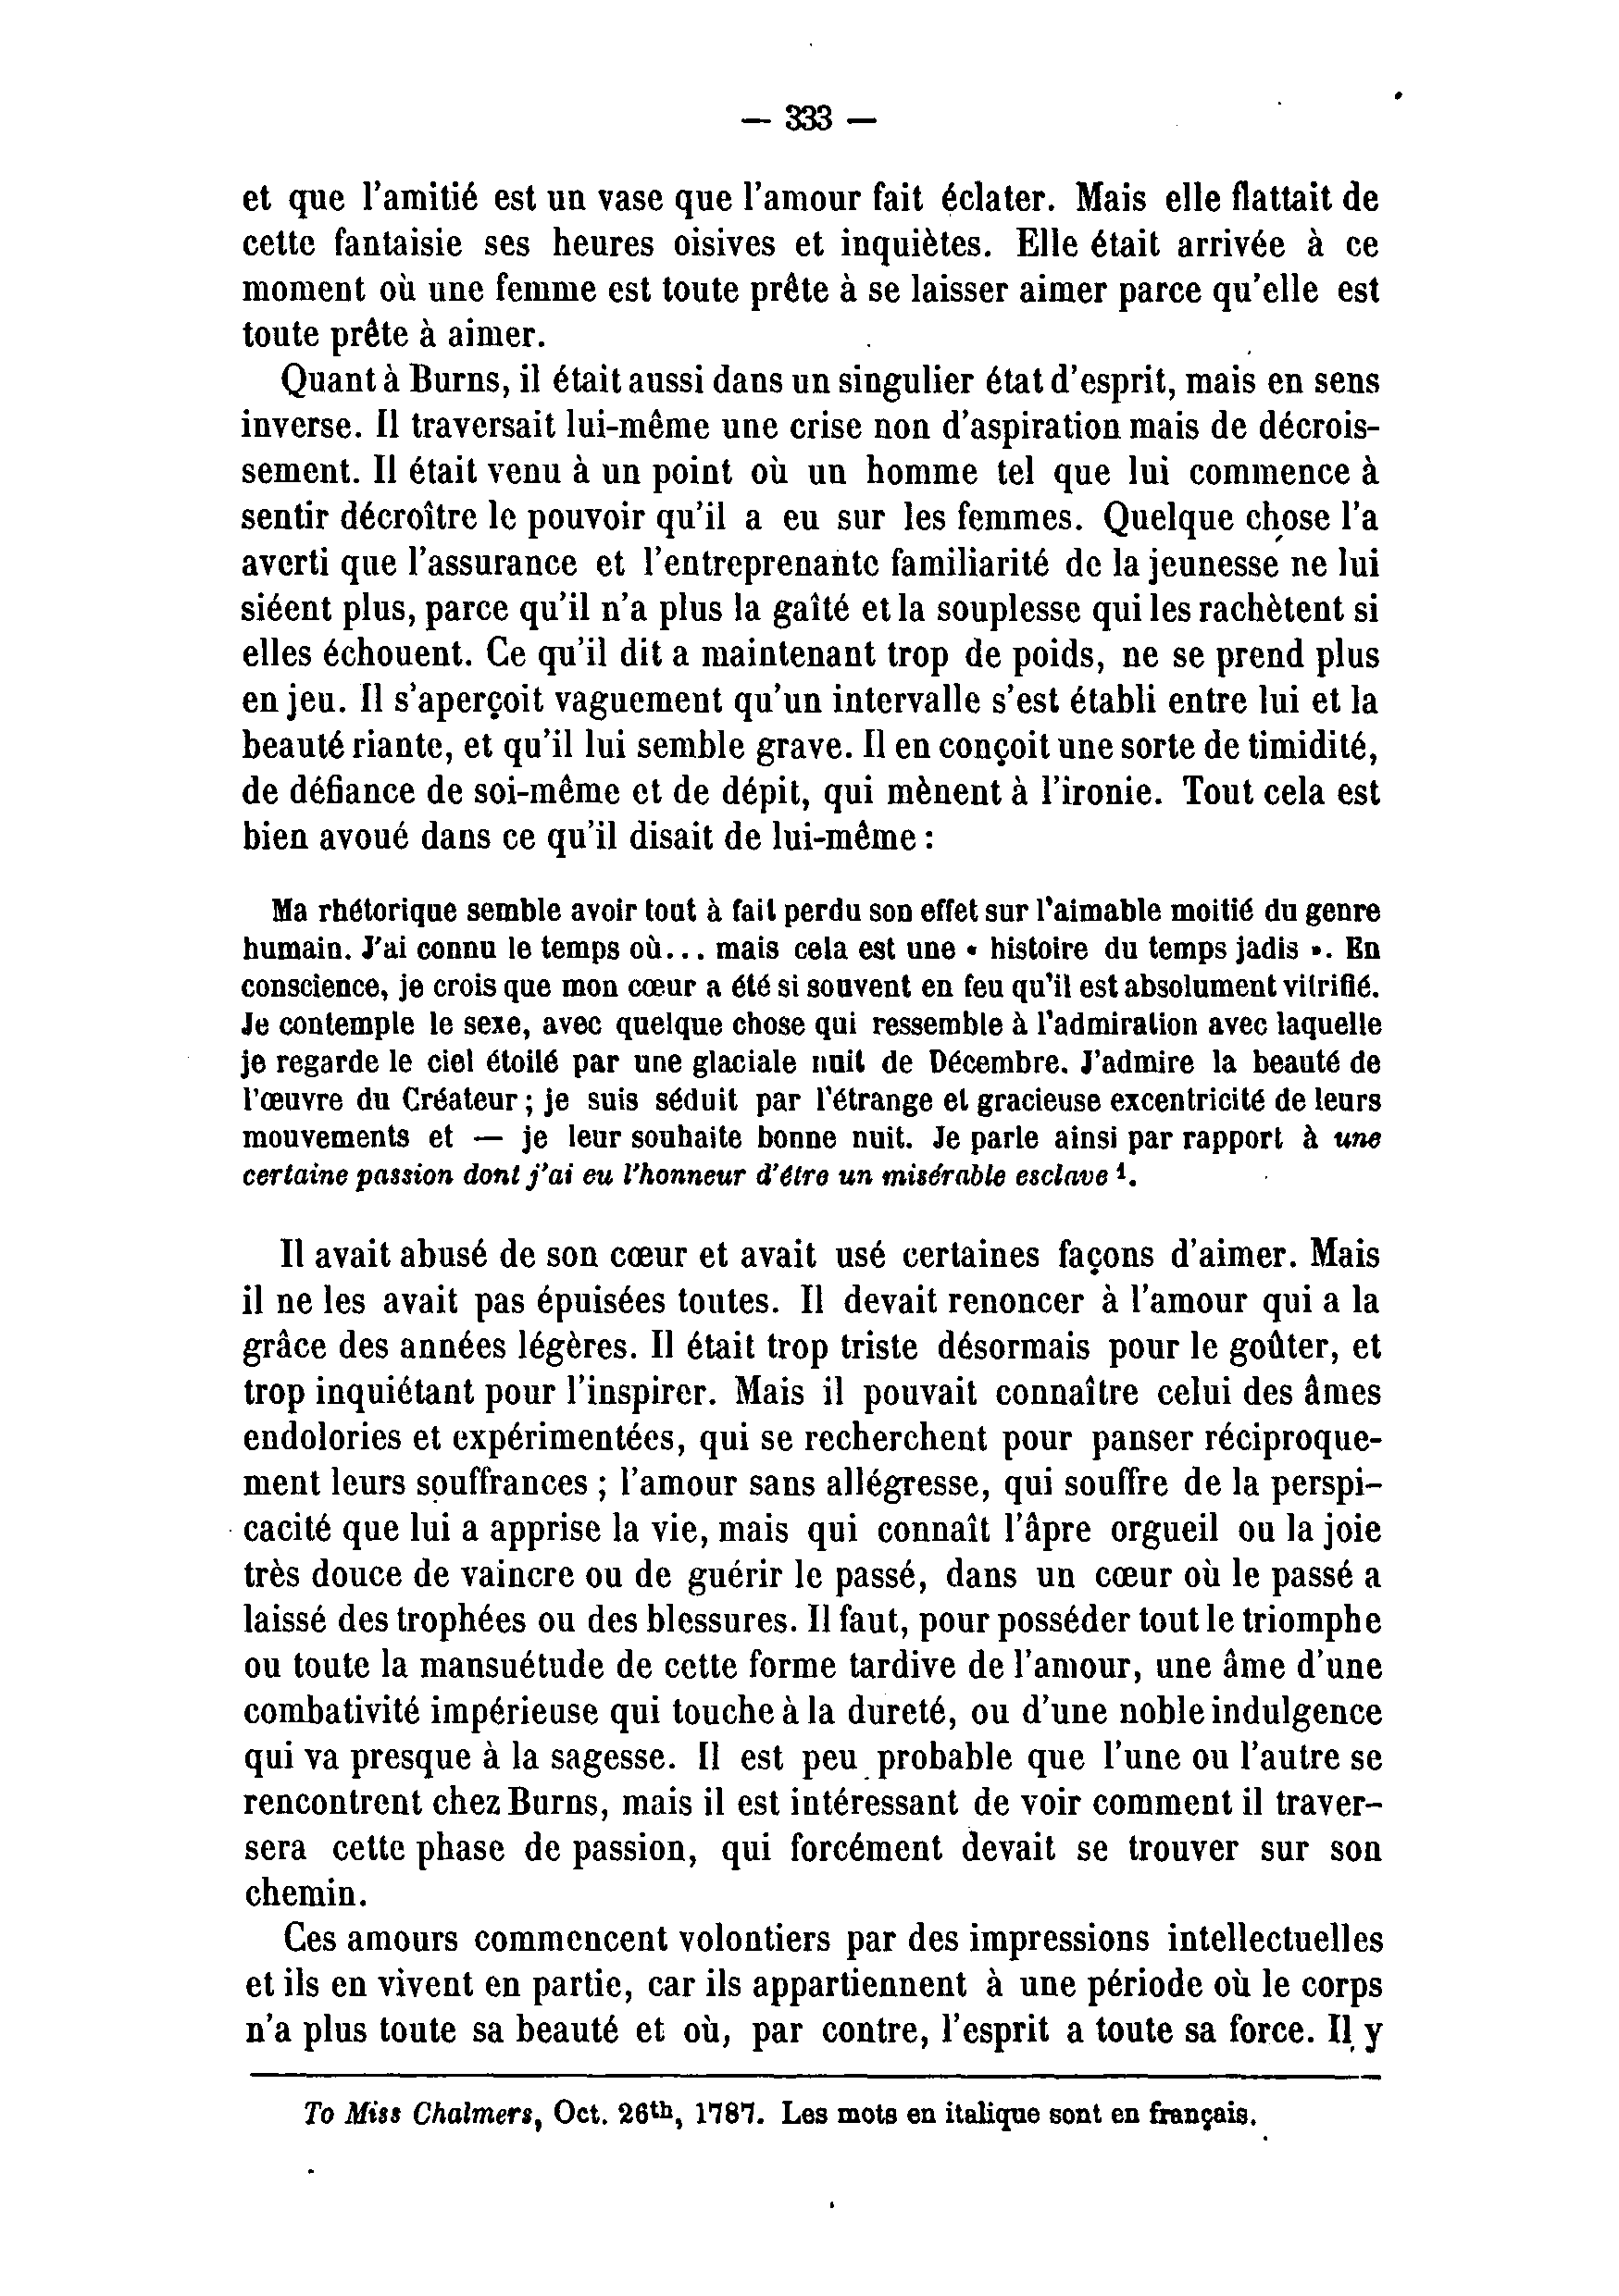 — 333 —
et que l'amitié est un vase que l'amour fait éclater. Mais elle flattait de
cette fantaisie ses heures oisives et inquiètes. Elle était arrivée à ce
moment où une femme est toute prête à se laisser aimer parce qu'elle est
toute prête à aimer.
Quant à Burns, il était aussi dans un singulier état d'esprit, mais en sens
inverse. Il traversait lui-même une crise non d'aspiration mais de décrois-
sement. Il était venu à un point où un homme tel que lui commence à
sentir décroître le pouvoir qu'il a eu sur les femmes. Quelque chose l'a
averti que l'assurance et l'entreprenante familiarité de la jeunesse ne lui
siéent plus, parce qu'il n'a plus la gaîté et la souplesse qui les rachètent si
elles échouent. Ce qu'il dit a maintenant trop de poids, ne se prend plus
en jeu. Il s'aperçoit vaguement qu'un intervalle s'est établi entre lui et la
beauté riante, et qu'il lui semble grave. Il en conçoit une sorte de timidité,
de défiance de soi-même et de dépit, qui mènent à l'ironie. Tout cela est
bien avoué dans ce qu'il disait de lui-même :
Ma rhétorique semble avoir tout à fait perdu son effet sur l'aimable moitié du genre
humain. J'ai connu le temps où... mais cela est une « histoire du temps jadis ». En
conscience, je crois que mon cœur a été si souvent en feu qu'il est absolument vitrifié.
Je contemple le sexe, avec quelque chose qui ressemble à l'admiration avec laquelle
je regarde le ciel étoilé par une glaciale nuit de Décembre. J'admire la beauté de
l'œuvre du Créateur ; je suis séduit par l'étrange et gracieuse excentricité de leurs
mouvements et — je leur souhaite bonne nuit. Je parle ainsi par rapport à une
certaine passion dont j'ai eu l'honneur d'être un misérable esclave ¹.
Il avait abusé de son cœur et avait usé certaines façons d'aimer. Mais
il ne les avait pas épuisées toutes. Il devait renoncer à l'amour qui a la
grâce des années légères. Il était trop triste désormais pour le goûter, et
trop inquiétant pour l'inspirer. Mais il pouvait connaître celui des âmes
endolories et expérimentées, qui se recherchent pour panser réciproque-
ment leurs souffrances ; l'amour sans allégresse, qui souffre de la perspi-
cacité que lui a apprise la vie, mais qui connaît l'âpre orgueil ou la joie
très douce de vaincre ou de guérir le passé, dans un cœur où le passé a
laissé des trophées ou des blessures. Il faut, pour posséder tout le triomphe
ou toute la mansuétude de cette forme tardive de l'amour, une âme d'une
combativité impérieuse qui touche à la dureté, ou d'une noble indulgence
qui va presque à la sagesse. Il est peu probable que l'une ou l'autre se
rencontrent chez Burns, mais il est intéressant de voir comment il traver-
sera cette phase de passion, qui forcément devait se trouver sur son
chemin.
Ces amours commencent volontiers par des impressions intellectuelles
et ils en vivent en partie, car ils appartiennent à une période où le corps
n'a plus toute sa beauté et où, par contre, l'esprit a toute sa force. Il y
To Miss Chalmers, Oct. 26th, 1787. Les mots en italique sont en français.